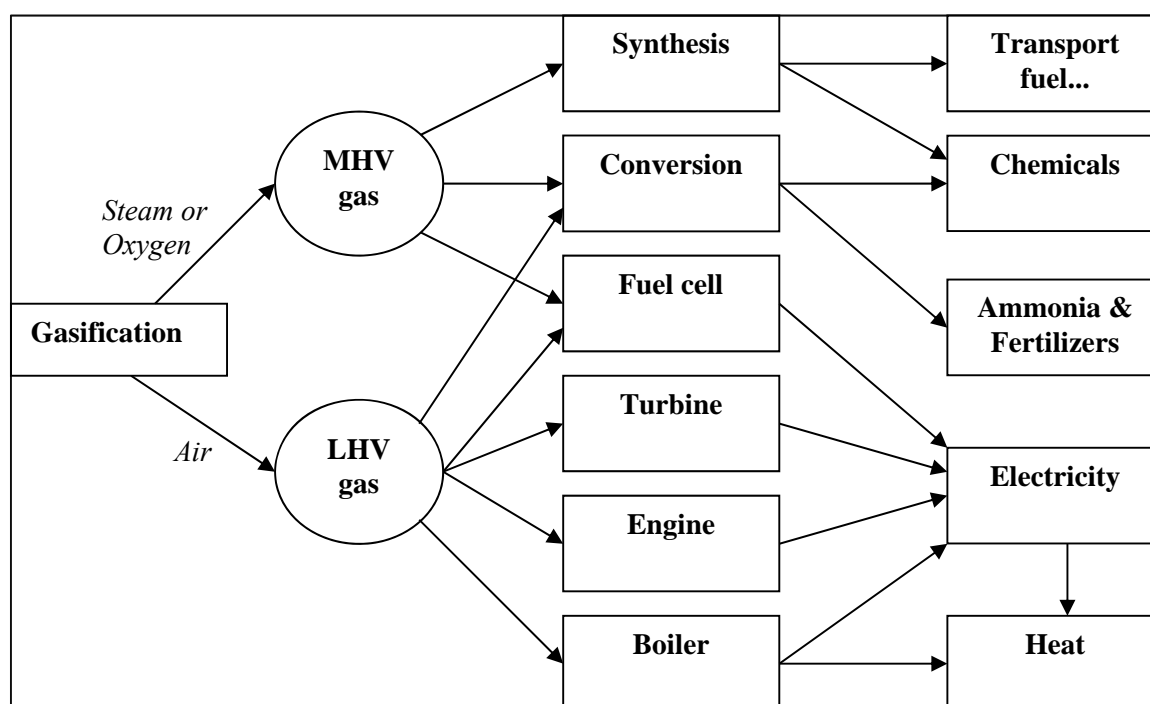 Synthesis
Transport
fuel...
MHV
gas
Conversion
Chemicals
Steam or
Oxygen
Fuel cell
Ammonia &
Fertilizers
Gasification
Turbine
Air
LHV
gas
Electricity
Engine
Boiler
Heat